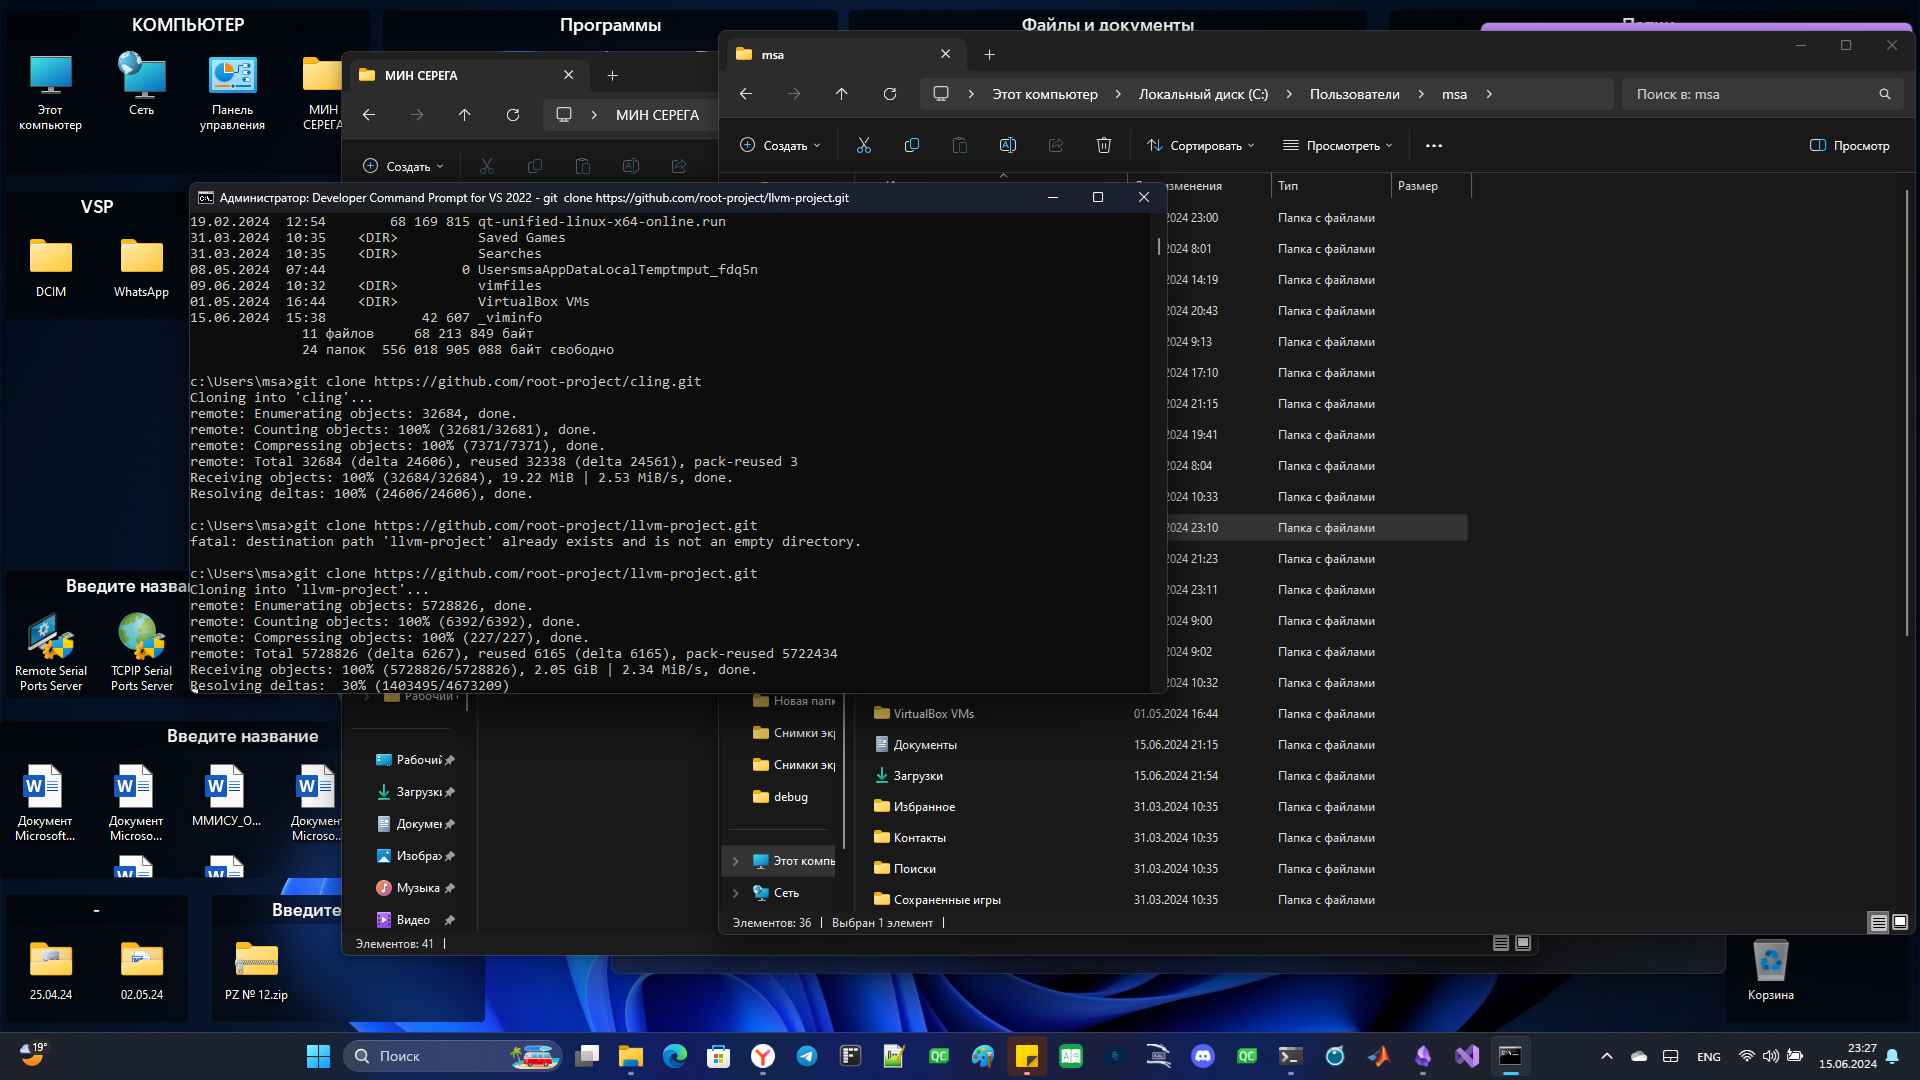 КОМПЬЮТЕР
Программы
Файлы и документы
Этот
компьютер
Сеть
Панель
управления
МИН
СЕРЕГА
VSP
DCIM
WhatsApp
Введите назва
Remote Serial
Ports Server
TCPIP Serial
Ports Server
Введите название
Документ
Microsoft...
Документ
Microso...
ММИСУ_О...
Докумен
Microso...
-
25.04.24
02.05.24
Введите
PZ № 12.zip
МИН СЕРЕГА
МИН СЕРЕГА
Создать
Рабочий
Загрузк
Докумен
Изобра
Музыка
Видео
Элементов: 41
msa
Этот компьютер
Локальный диск (C:)
Пользователи
msa
Поиск в: msa
Создать
Сортировать
Просмотреть
Просмотр
изменения
Тип
Размер
2024 23:00 Папка с файлами
2024 8:01 Папка с файлами
2024 14:19 Папка с файлами
2024 20:43 Папка с файлами
2024 9:13 Папка с файлами
2024 17:10 Папка с файлами
2024 21:15 Папка с файлами
2024 19:41 Папка с файлами
2024 8:04 Папка с файлами
2024 10:33 Папка с файлами
2024 23:10 Папка с файлами
2024 21:23 Папка с файлами
2024 23:11 Папка с файлами
2024 9:00 Папка с файлами
2024 9:02 Папка с файлами
2024 10:32 Папка с файлами
VirtualBox VMs 01.05.2024 16:44 Папка с файлами
Документы 15.06.2024 21:15 Папка с файлами
Загрузки 15.06.2024 21:54 Папка с файлами
Избранное 31.03.2024 10:35 Папка с файлами
Контакты 31.03.2024 10:35 Папка с файлами
Поиски 31.03.2024 10:35 Папка с файлами
Сохраненные игры 31.03.2024 10:35 Папка с файлами
Новая папк
Снимки экр
Снимки экр
debug
Этот компь
Сеть
Элементов: 36
Выбран 1 элемент
Администратор: Developer Command Prompt for VS 2022 - git clone https://github.com/root-project/llvm-project.git
19.02.2024 12:54 68 169 815 qt-unified-linux-x64-online.run
31.03.2024 10:35 <DIR> Saved Games
31.03.2024 10:35 <DIR> Searches
08.05.2024 07:44 0 UsersmsaAppDataLocalTemptmput_fdq5n
09.06.2024 10:32 <DIR> vimfiles
01.05.2024 16:44 <DIR> VirtualBox VMs
15.06.2024 15:38 42 607 _viminfo
11 файлов 68 213 849 байт
24 папок 556 018 905 088 байт свободно
c:\Users\msa>git clone https://github.com/root-project/cling.git
Cloning into 'cling'...
remote: Enumerating objects: 32684, done.
remote: Counting objects: 100% (32681/32681), done.
remote: Compressing objects: 100% (7371/7371), done.
remote: Total 32684 (delta 24606), reused 32338 (delta 24561), pack-reused 3
Receiving objects: 100% (32684/32684), 19.22 MiB | 2.53 MiB/s, done.
Resolving deltas: 100% (24606/24606), done.
c:\Users\msa>git clone https://github.com/root-project/llvm-project.git
fatal: destination path 'llvm-project' already exists and is not an empty directory.
c:\Users\msa>git clone https://github.com/root-project/llvm-project.git
Cloning into 'llvm-project'...
remote: Enumerating objects: 5728826, done.
remote: Counting objects: 100% (6392/6392), done.
remote: Compressing objects: 100% (227/227), done.
remote: Total 5728826 (delta 6267), reused 6165 (delta 6165), pack-reused 5722434
Receiving objects: 100% (5728826/5728826), 2.05 GiB | 2.34 MiB/s, done.
Resolving deltas: 30% (1403495/4673209)
Корзина
19°
Поиск
ENG
23:27
15.06.2024